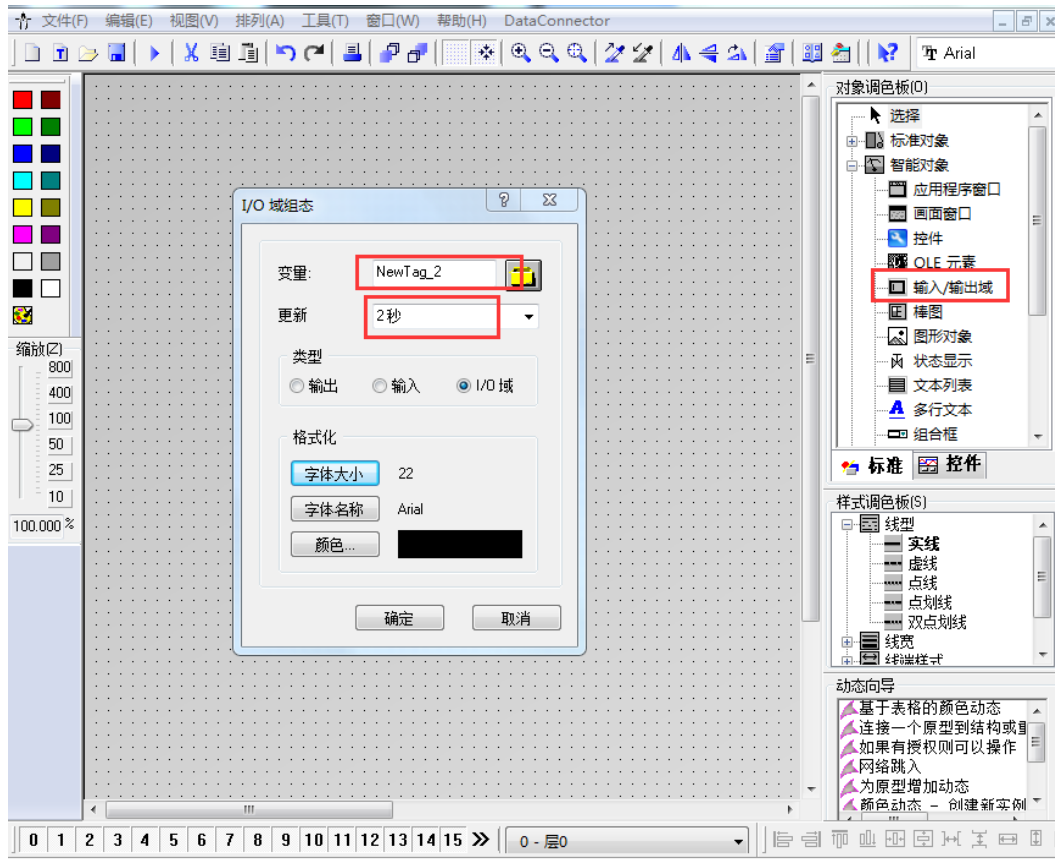 文件(F) 编辑(E) 视图(V) 排列(A) 工具(T) 窗口(W) 帮助(H) DataConnector
Arial
对象调色板(O)
选择
标准对象
智能对象
应用程序窗口
画面窗口
控件
OLE 元素
输入/输出域
棒图
图形对象
状态显示
文本列表
多行文本
组合框
标准 控件
样式调色板(S)
线型
实线
虚线
点线
点划线
双点划线
线宽
线端样式
动态向导
基于表格的颜色动态
连接一个原型到结构或重
如果有授权则可以操作
网络跳入
为原型增加动态
颜色动态 - 创建新实例
缩放(Z)
800
400
100
50
25
10
100.000 %
I/O 域组态
变量: NewTag_2
更新 2秒
类型
输出 输入 I/O 域
格式化
字体大小 22
字体名称 Arial
颜色...
确定 取消
0 1 2 3 4 5 6 7 8 9 10 11 12 13 14 15 0 - 层0